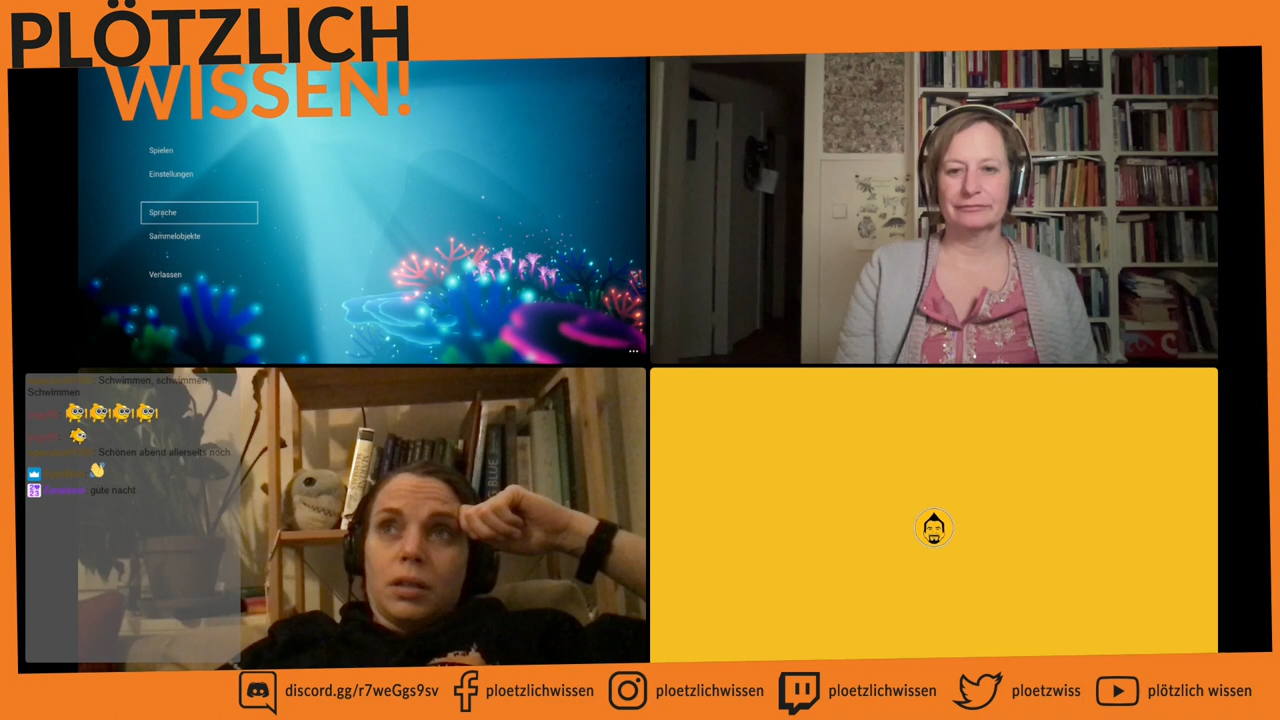 PLÖTZLICH
WISSEN!
Spielen
Einstellungen
Sprache
Sammelobjekte
Verlassen
Schwimmen, schwimmen
Schwimmen
Schönen abend allerseits noch
gute nacht
BLUE
discord.gg/r7weGgs9sv
ploetzlichwissen
ploetzlichwissen
ploetzlichwissen
ploetzwiss
plötzlich wissen